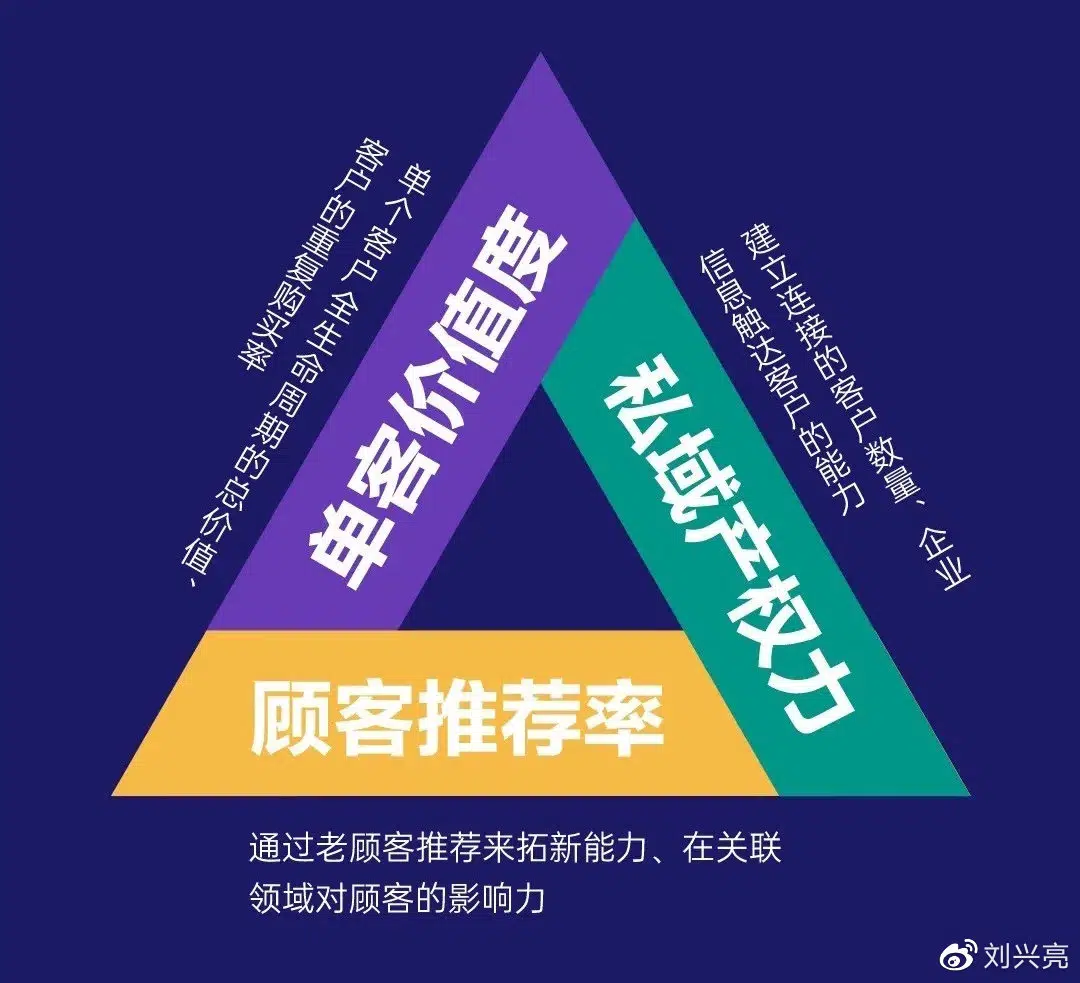 单个客户全生命周期的总价值、
客户的重复购买率
单客价值度
建立连接的客户数量、企业
信息触达客户的能力
私域产权力
顾客推荐率
通过老顾客推荐来拓新能力、在关联
领域对顾客的影响力
刘兴亮